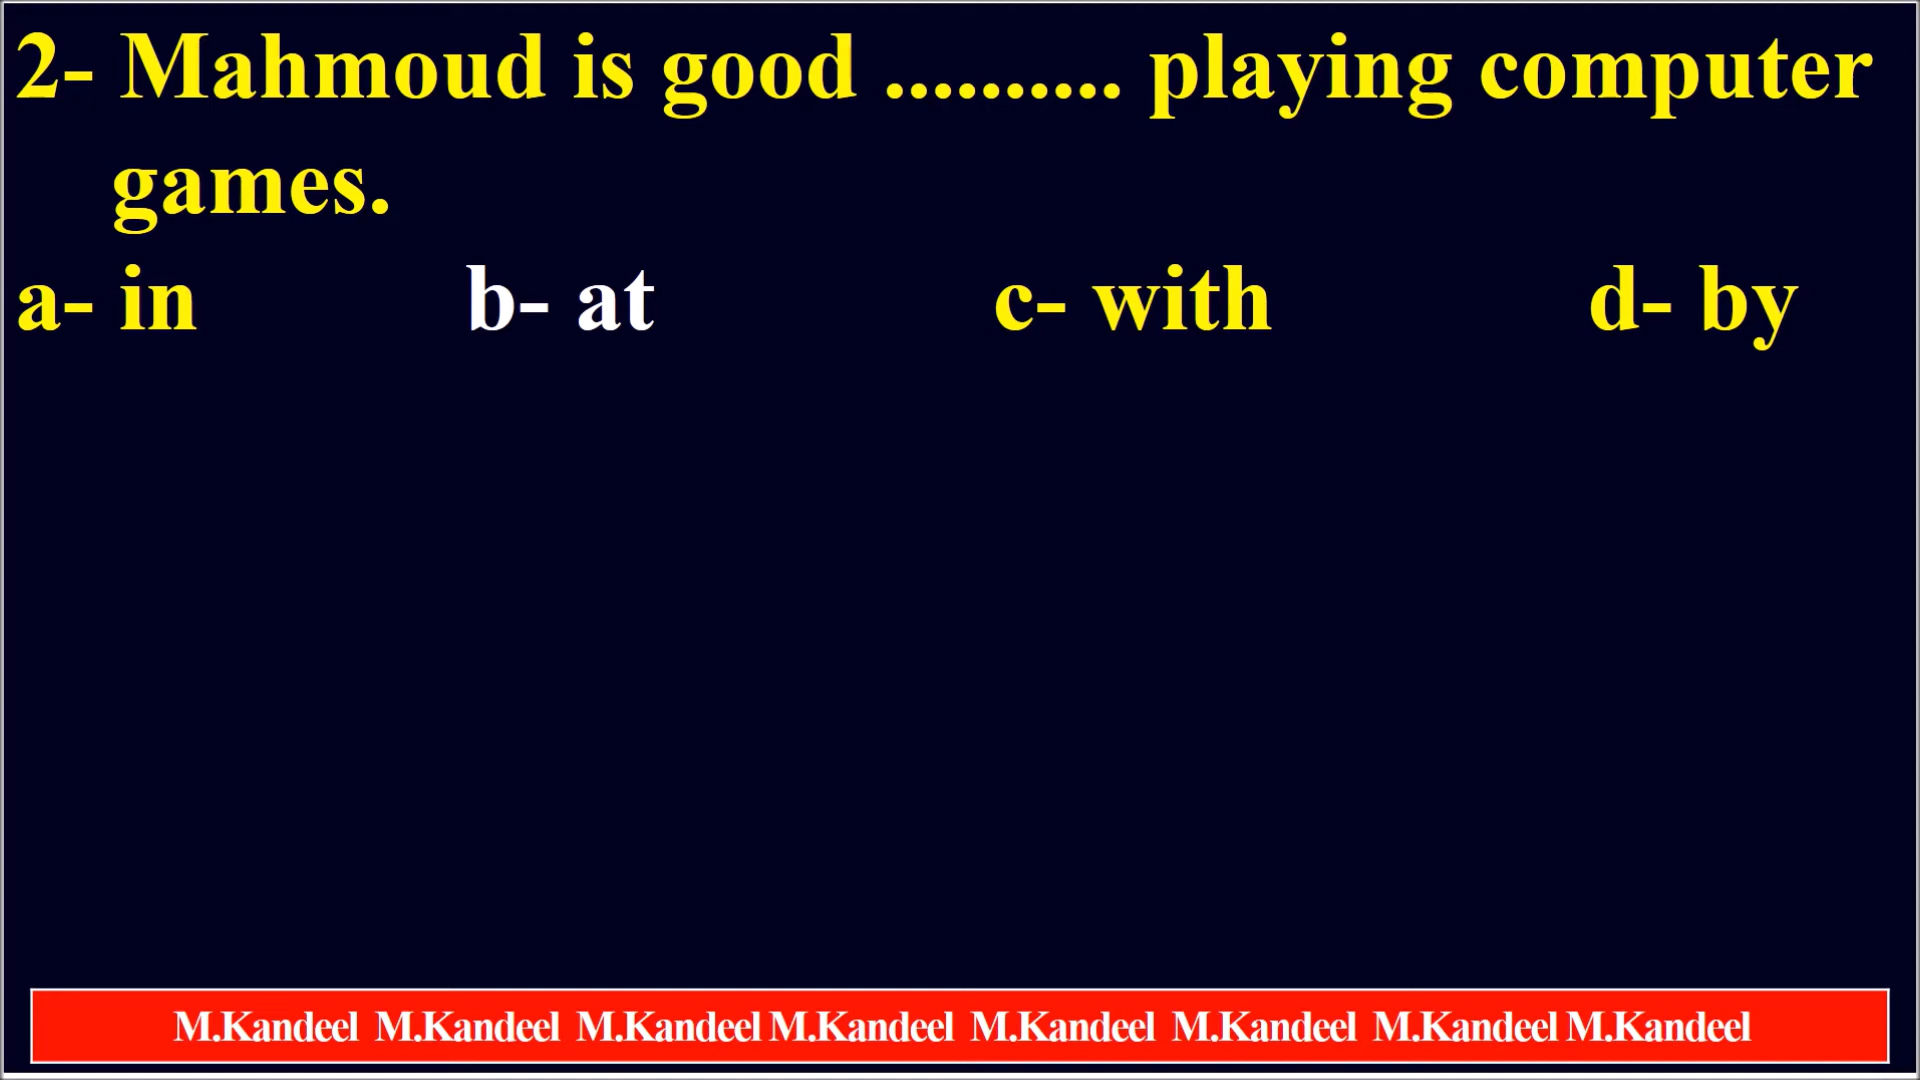 2- Mahmoud is good .......... playing computer
games.
a- in b- at c- with d- by
M.Kandeel M.Kandeel M.Kandeel M.Kandeel M.Kandeel M.Kandeel M.Kandeel M.Kandeel